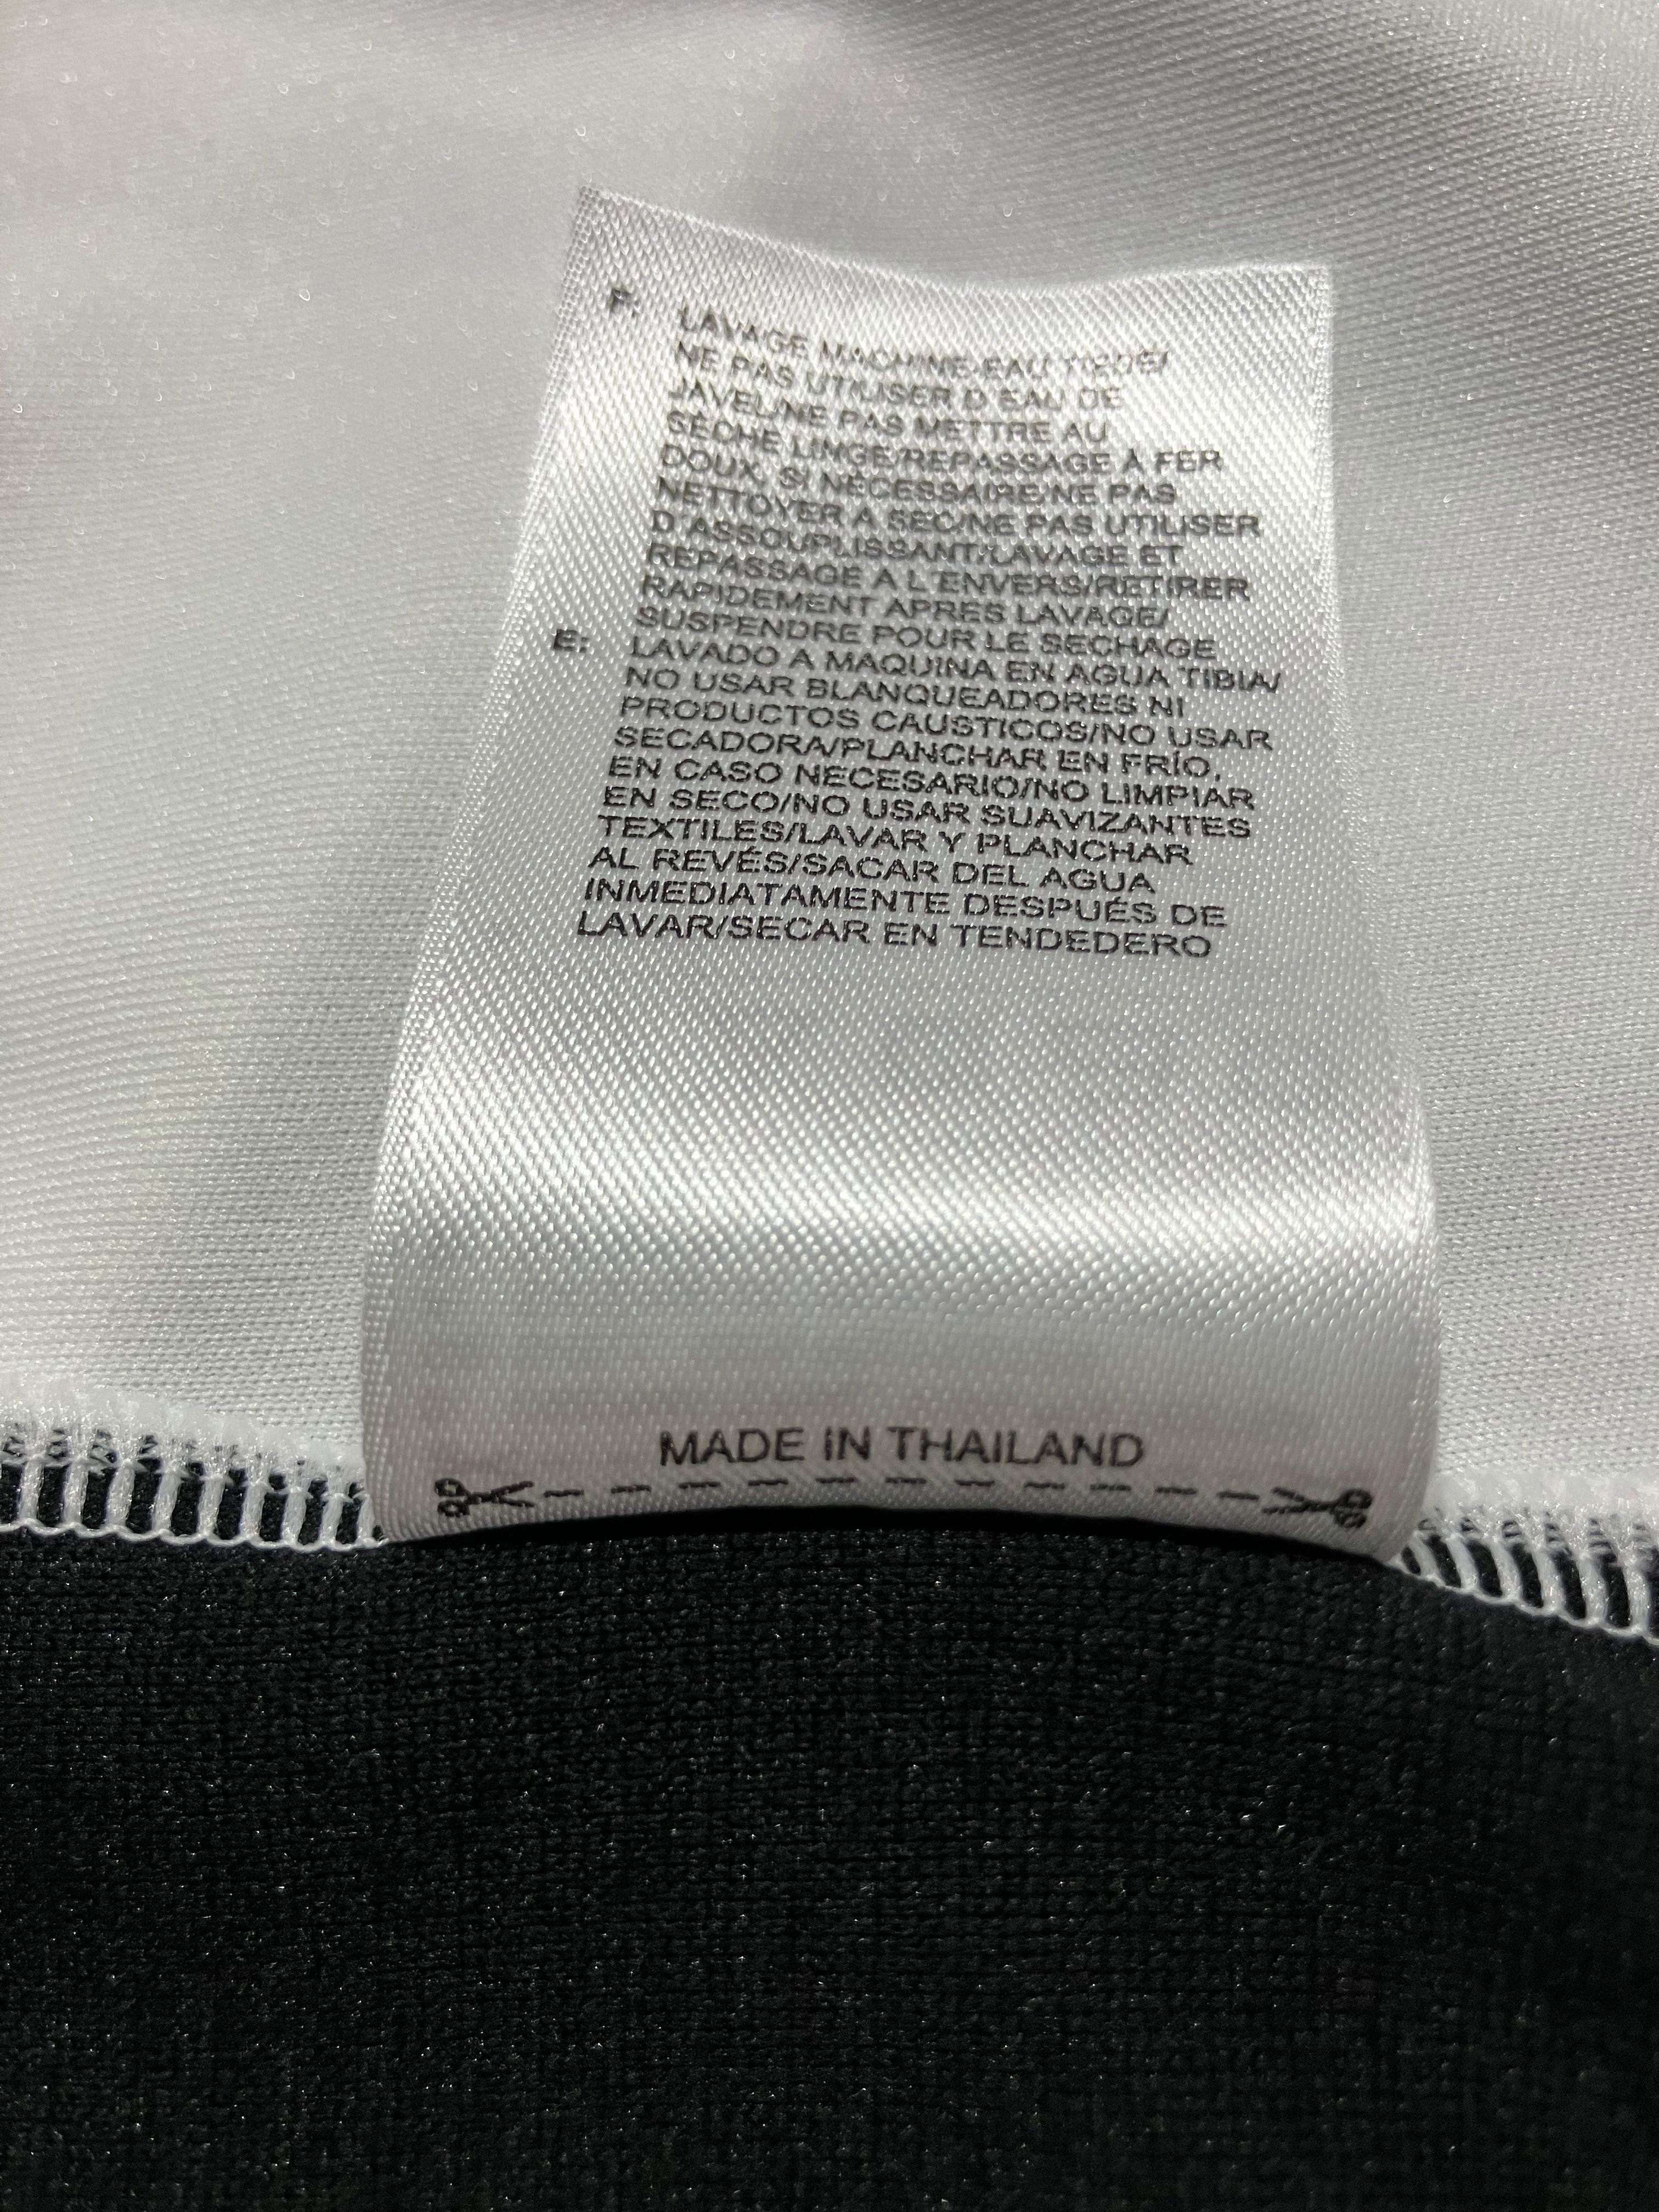 F: LAVAGE MACHINE-EAU TIEDE/
NE PAS UTILISER D'EAU DE
JAVEL/NE PAS METTRE AU
SÈCHE LINGE/REPASSAGE À FER
DOUX, SI NÉCESSAIRE/NE PAS
NETTOYER A SEC/NE PAS UTILISER
D'ASSOUPLISSANT/LAVAGE ET
REPASSAGE A L'ENVERS/RETIRER
RAPIDEMENT APRES LAVAGE/
SUSPENDRE POUR LE SECHAGE
E: LAVADO A MAQUINA EN AGUA TIBIA/
NO USAR BLANQUEADORES NI
PRODUCTOS CAUSTICOS/NO USAR
SECADORA/PLANCHAR EN FRÍO,
EN CASO NECESARIO/NO LIMPIAR
EN SECO/NO USAR SUAVIZANTES
TEXTILES/LAVAR Y PLANCHAR
AL REVÉS/SACAR DEL AGUA
INMEDIATAMENTE DESPUÉS DE
LAVAR/SECAR EN TENDEDERO
MADE IN THAILAND